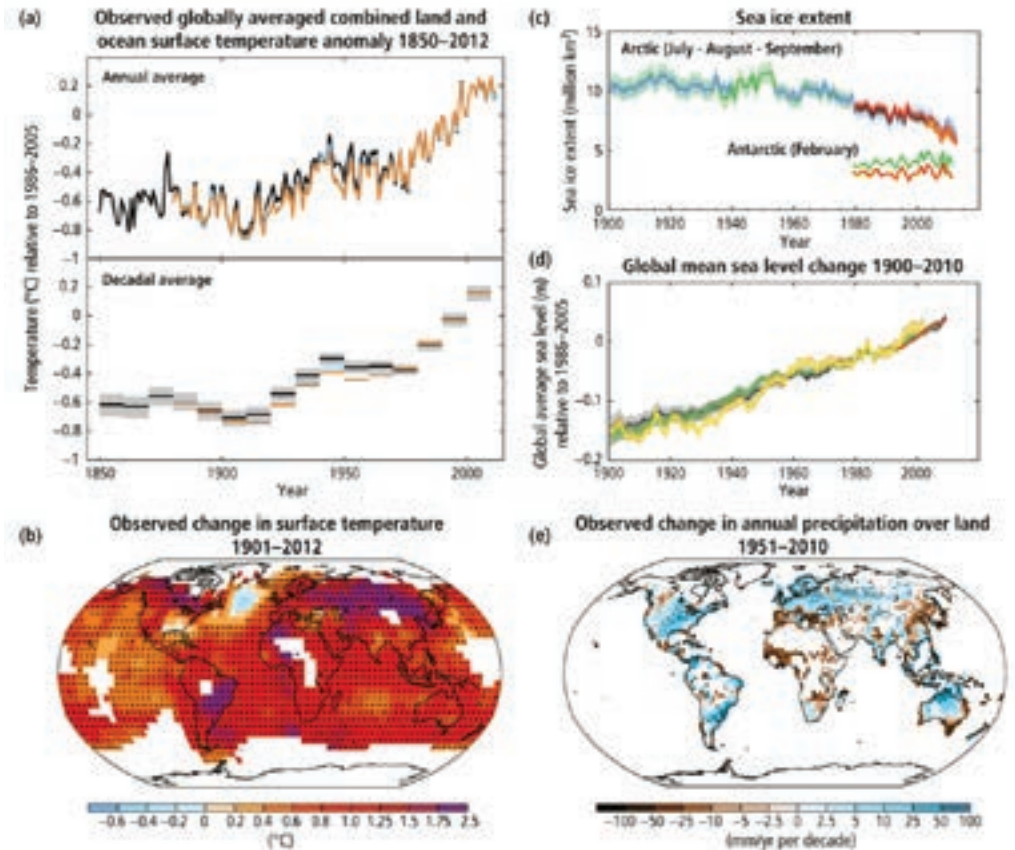 (a)
Observed globally averaged combined land and
ocean surface temperature anomaly 1850–2012
Annual average
0.2
0
−0.2
−0.4
−0.6
−0.8
−1
Decadal average
0.2
0
−0.2
−0.4
−0.6
−0.8
−1
Temperature (°C) relative to 1986–2005
1850
1900
1950
2000
Year
(c)
Sea ice extent
Arctic (July - August - September)
Antarctic (February)
15
10
5
0
Sea ice extent (million km²)
1900
1920
1940
1960
1980
2000
Year
(d)
Global mean sea level change 1900–2010
0.1
0
−0.1
−0.2
Global average sea level (m)
relative to 1986–2005
1900
1920
1940
1960
1980
2000
Year
(b)
Observed change in surface temperature
1901–2012
−0.6 −0.4 −0.2 0 0.2 0.4 0.6 0.8 1.0 1.25 1.5 1.75 2.5
(°C)
(e)
Observed change in annual precipitation over land
1951–2010
−100 −50 −25 −10 −5 −2.5 0 2.5 5 10 25 50 100
(mm/yr per decade)